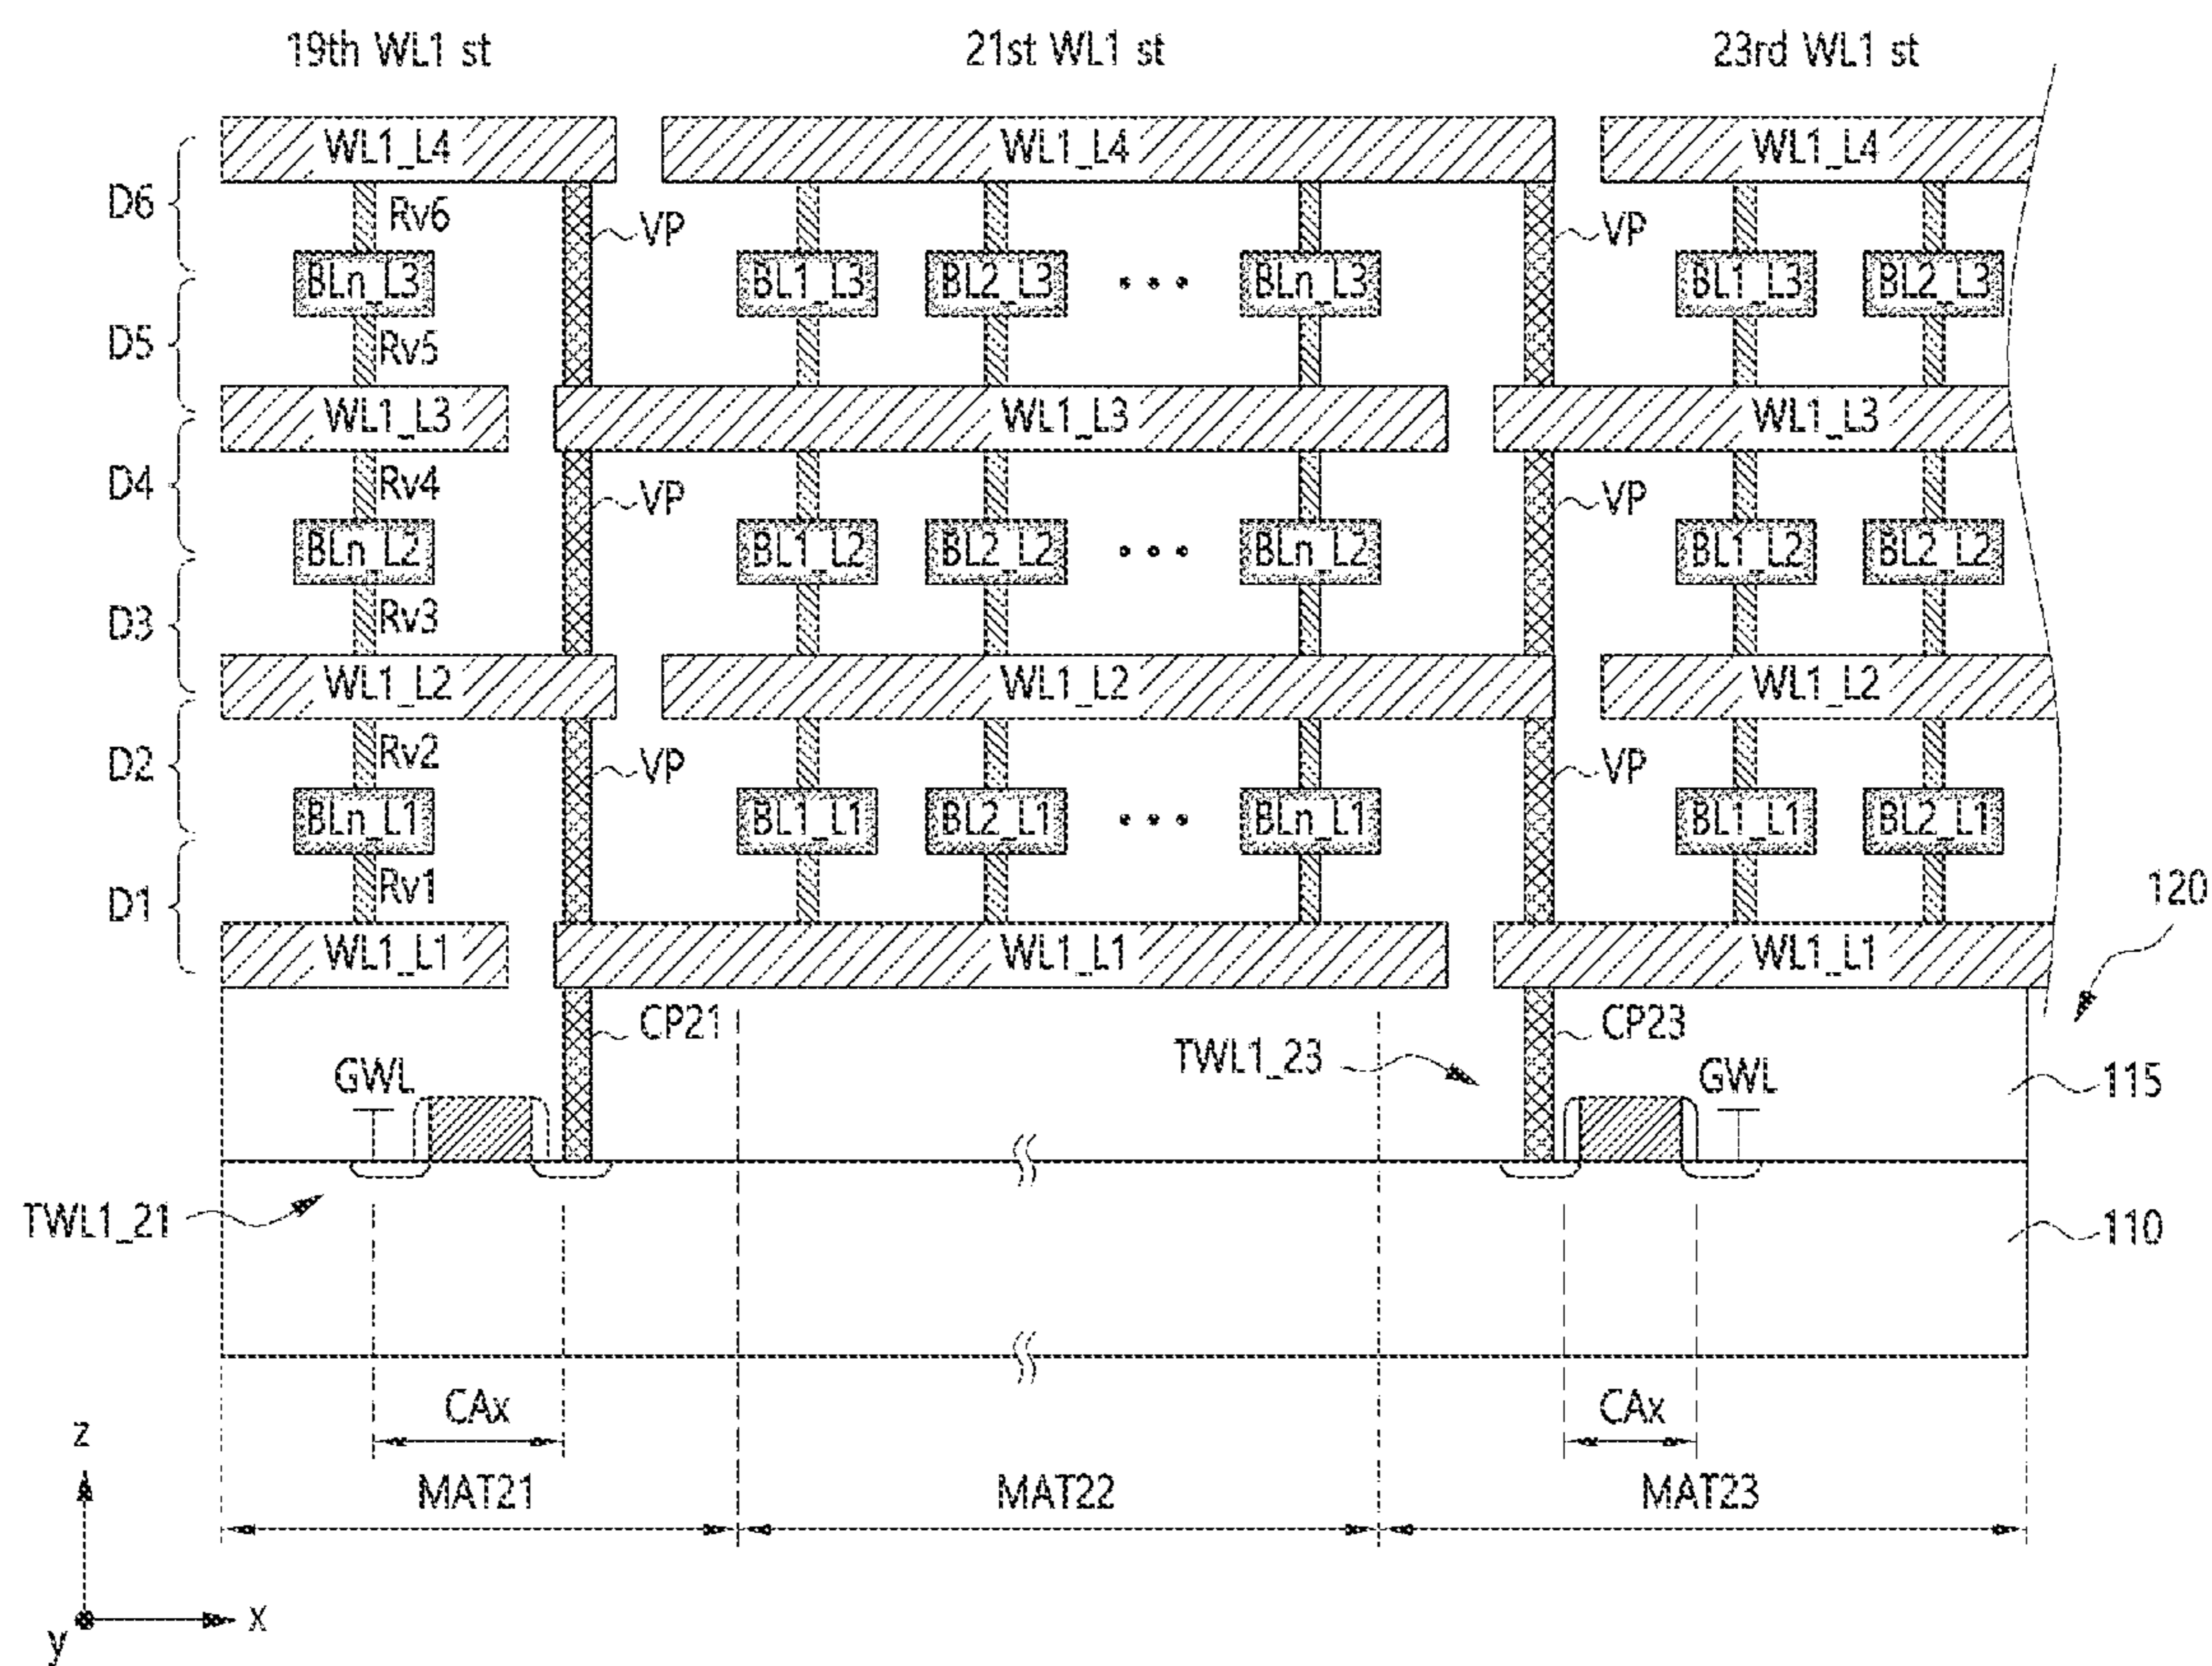 19th WL1 st 21st WL1 st 23rd WL1 st
WL1_L4 WL1_L4 WL1_L4
D6 Rv6 VP VP
BLn_L3 BL1_L3 BL2_L3 • • • BLn_L3 BL1_L3 BL2_L3
D5 Rv5
WL1_L3 WL1_L3 WL1_L3
D4 Rv4 VP VP
BLn_L2 BL1_L2 BL2_L2 • • • BLn_L2 BL1_L2 BL2_L2
D3 Rv3
WL1_L2 WL1_L2 WL1_L2
D2 Rv2 VP VP
BLn_L1 BL1_L1 BL2_L1 • • • BLn_L1 BL1_L1 BL2_L1
D1 Rv1 120
WL1_L1 WL1_L1 WL1_L1
CP21 CP23
GWL TWL1_23 GWL 115
TWL1_21 110
CAx CAx
z
MAT21 MAT22 MAT23
x
y